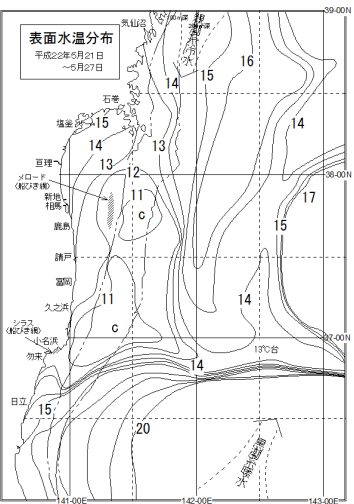 39-00N
気仙沼
表面水温分布
平成22年5月21日
～5月27日
16
15
14
石巻
塩釜
15
14
14
13
亘理
13
12
38-00N
メロード
(船びき網)
11
17
新地
相馬
C
15
鹿島
請戸
富岡
11
14
久之浜
シラス
(船びき網)
C
小名浜
37-00N
勿来
13℃台
14
日立
15
20
141-00E
142-00E
143-00E